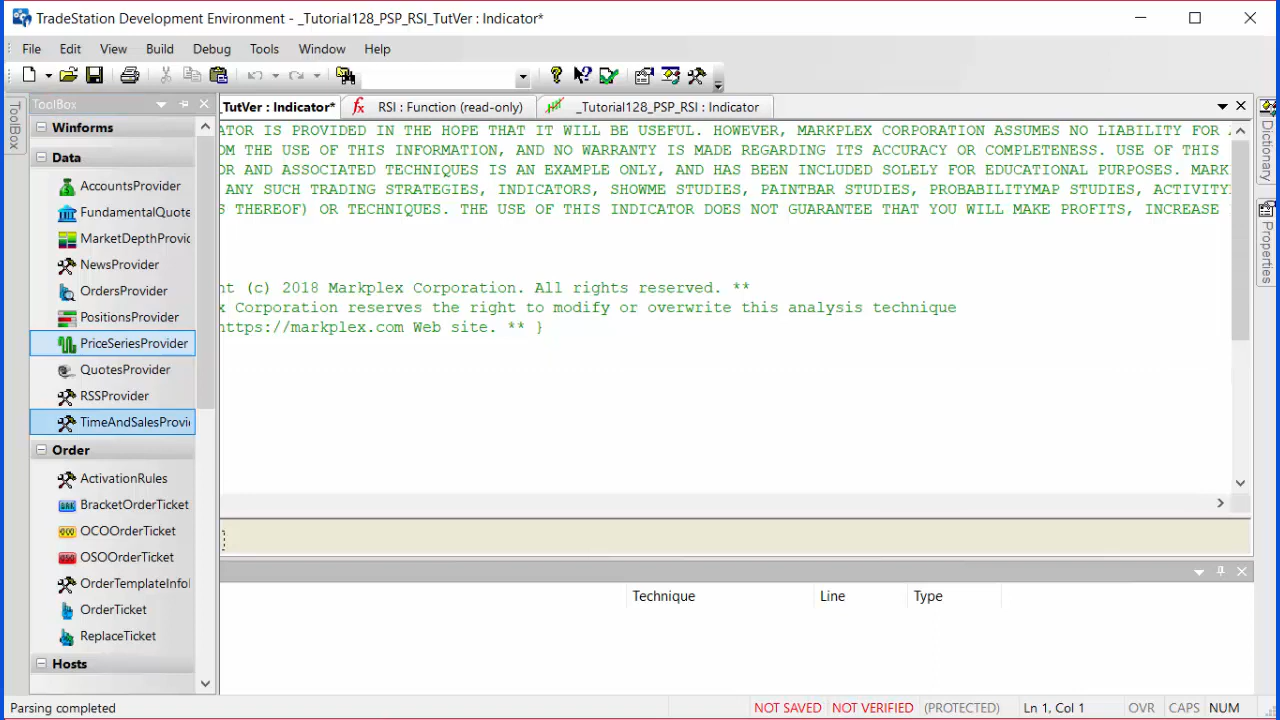 TradeStation Development Environment - _Tutorial128_PSP_RSI_TutVer : Indicator*
File Edit View Build Debug Tools Window Help
ToolBox
_TutVer : Indicator* RSI : Function (read-only) _Tutorial128_PSP_RSI : Indicator
ToolBox
Winforms
Data
AccountsProvider
FundamentalQuote
MarketDepthProvic
NewsProvider
OrdersProvider
PositionsProvider
PriceSeriesProvider
QuotesProvider
RSSProvider
TimeAndSalesProvi
Order
ActivationRules
BracketOrderTicket
OCOOrderTicket
OSOOrderTicket
OrderTemplateInfo
OrderTicket
ReplaceTicket
Hosts
ATOR IS PROVIDED IN THE HOPE THAT IT WILL BE USEFUL. HOWEVER, MARKPLEX CORPORATION ASSUMES NO LIABILITY FOR
OM THE USE OF THIS INFORMATION, AND NO WARRANTY IS MADE REGARDING ITS ACCURACY OR COMPLETENESS. USE OF THIS
OR AND ASSOCIATED TECHNIQUES IS AN EXAMPLE ONLY, AND HAS BEEN INCLUDED SOLELY FOR EDUCATIONAL PURPOSES. MARK
ANY SUCH TRADING STRATEGIES, INDICATORS, SHOWME STUDIES, PAINTBAR STUDIES, PROBABILITYMAP STUDIES, ACTIVITY
S THEREOF) OR TECHNIQUES. THE USE OF THIS INDICATOR DOES NOT GUARANTEE THAT YOU WILL MAKE PROFITS, INCREASE
nt (c) 2018 Markplex Corporation. All rights reserved. **
x Corporation reserves the right to modify or overwrite this analysis technique
https://markplex.com Web site. ** }
Technique Line Type
Dictionary
Properties
Parsing completed NOT SAVED NOT VERIFIED (PROTECTED) Ln 1, Col 1 OVR CAPS NUM